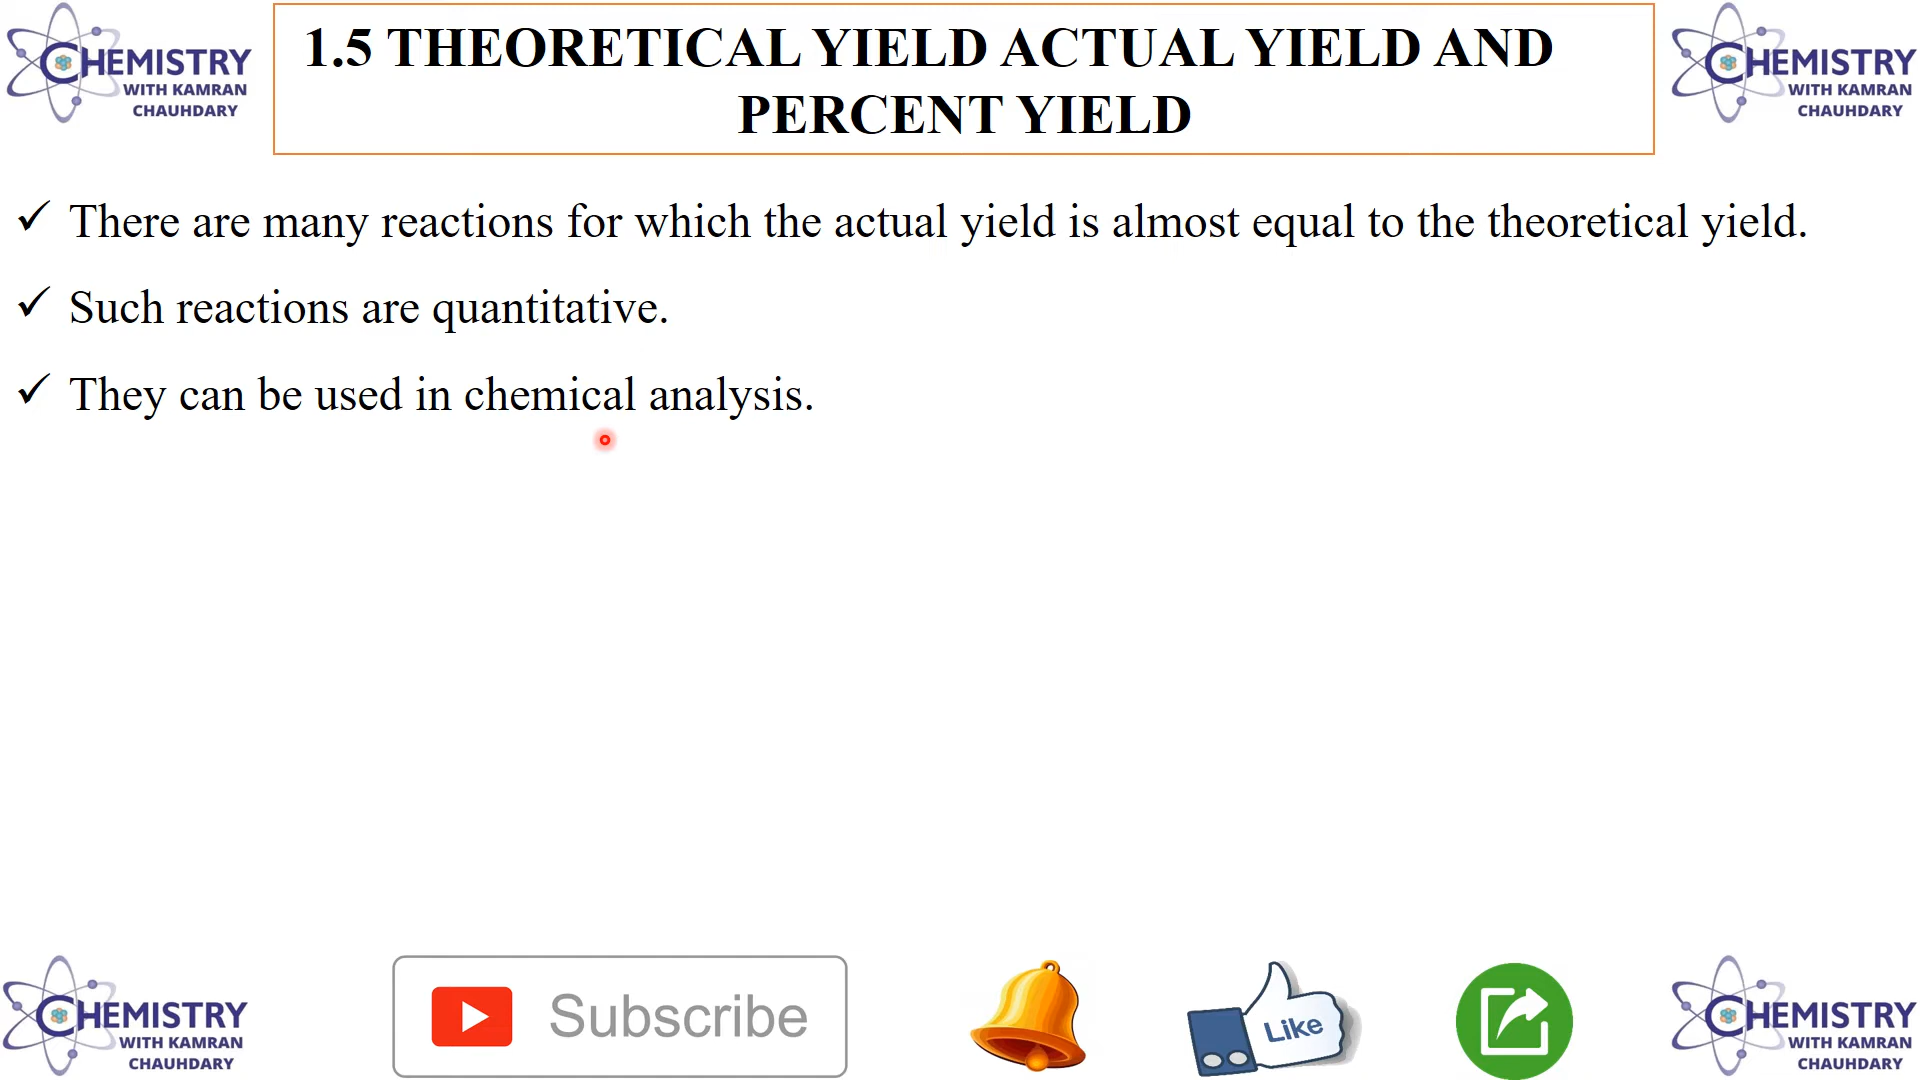 CHEMISTRY
WITH KAMRAN
CHAUHDARY
1.5 THEORETICAL YIELD ACTUAL YIELD AND
PERCENT YIELD
CHEMISTRY
WITH KAMRAN
CHAUHDARY
✓ There are many reactions for which the actual yield is almost equal to the theoretical yield.
✓ Such reactions are quantitative.
✓ They can be used in chemical analysis.
CHEMISTRY
WITH KAMRAN
CHAUHDARY
Subscribe
Like
CHEMISTRY
WITH KAMRAN
CHAUHDARY